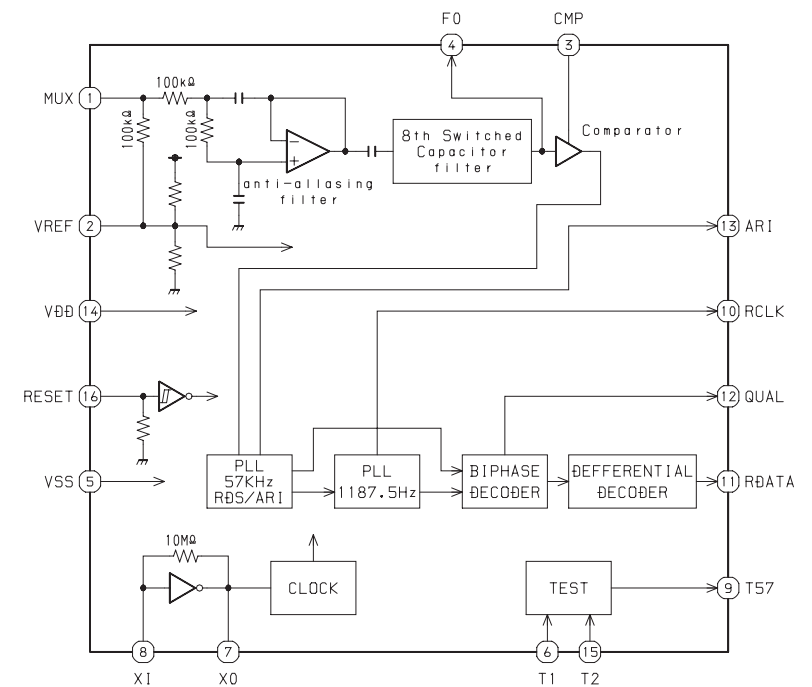 FO
CMP
4
3
MUX
1
100kΩ
100kΩ
100kΩ
anti-allasing
filter
8th Switched
Capacitor
filter
Comparator
VREF
2
13
ARI
VDD
14
10
RCLK
RESET
16
12
QUAL
VSS
5
PLL
57KHz
RDS/ARI
PLL
1187.5Hz
BIPHASE
DECODER
DEFFERENTIAL
DECODER
11
RDATA
10MΩ
CLOCK
TEST
9
T57
8
7
6
15
XI
XO
T1
T2